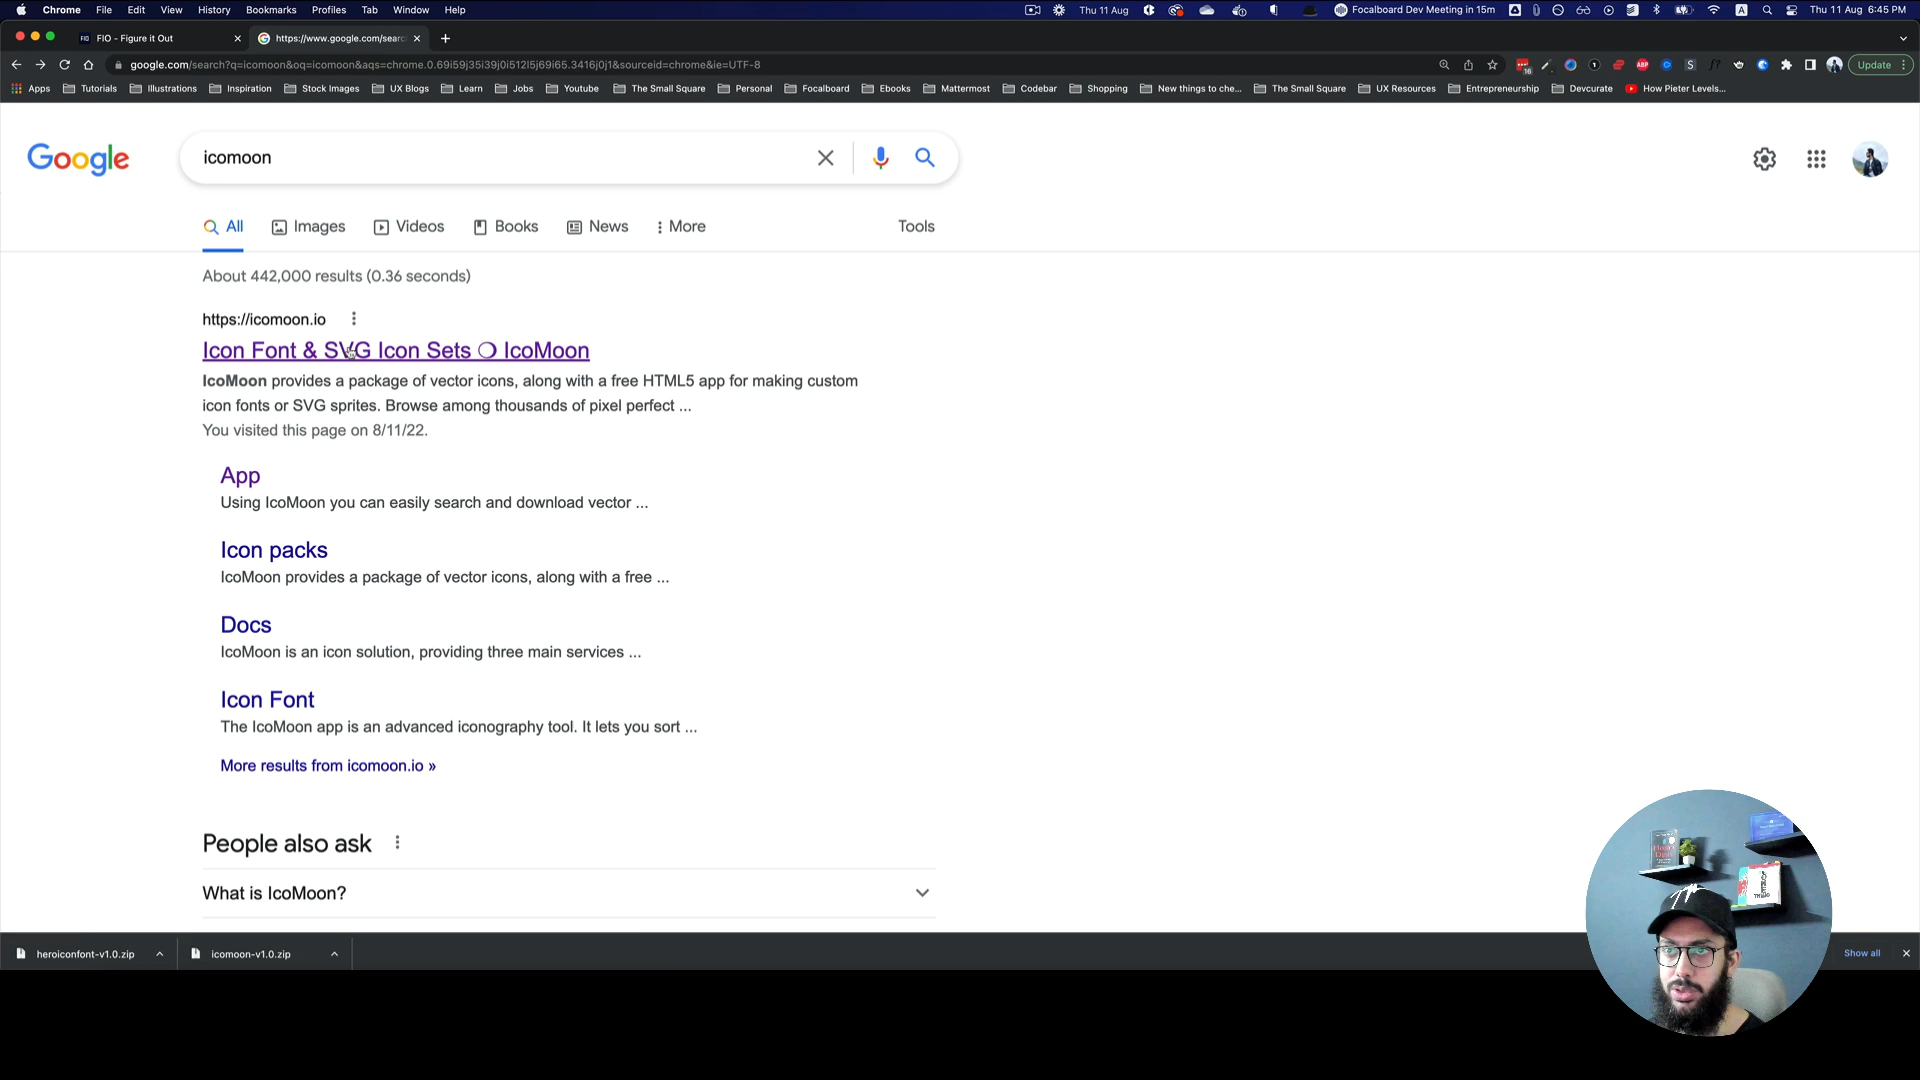 Chrome File Edit View History Bookmarks Profiles Tab Window Help
Thu 11 Aug
Focalboard Dev Meeting in 15m
Thu 11 Aug 6:45 PM
FIO - Figure it Out
https://www.google.com/searc
google.com/search?q=icomoon&oq=icomoon&aqs=chrome.0.69i59j35i39j0i512l5j69i65.3416j0j1&sourceid=chrome&ie=UTF-8
Update
Apps Tutorials Illustrations Inspiration Stock Images UX Blogs Learn Jobs Youtube The Small Square Personal Focalboard Ebooks Mattermost Codebar Shopping New things to che... The Small Square UX Resources Entrepreneurship Devcurate How Pieter Levels...
Google
icomoon
All Images Videos Books News More Tools
About 442,000 results (0.36 seconds)
https://icomoon.io
Icon Font & SVG Icon Sets ❍ IcoMoon
IcoMoon provides a package of vector icons, along with a free HTML5 app for making custom
icon fonts or SVG sprites. Browse among thousands of pixel perfect ...
You visited this page on 8/11/22.
App
Using IcoMoon you can easily search and download vector ...
Icon packs
IcoMoon provides a package of vector icons, along with a free ...
Docs
IcoMoon is an icon solution, providing three main services ...
Icon Font
The IcoMoon app is an advanced iconography tool. It lets you sort ...
More results from icomoon.io »
People also ask
What is IcoMoon?
heroiconfont-v1.0.zip
icomoon-v1.0.zip
Show all